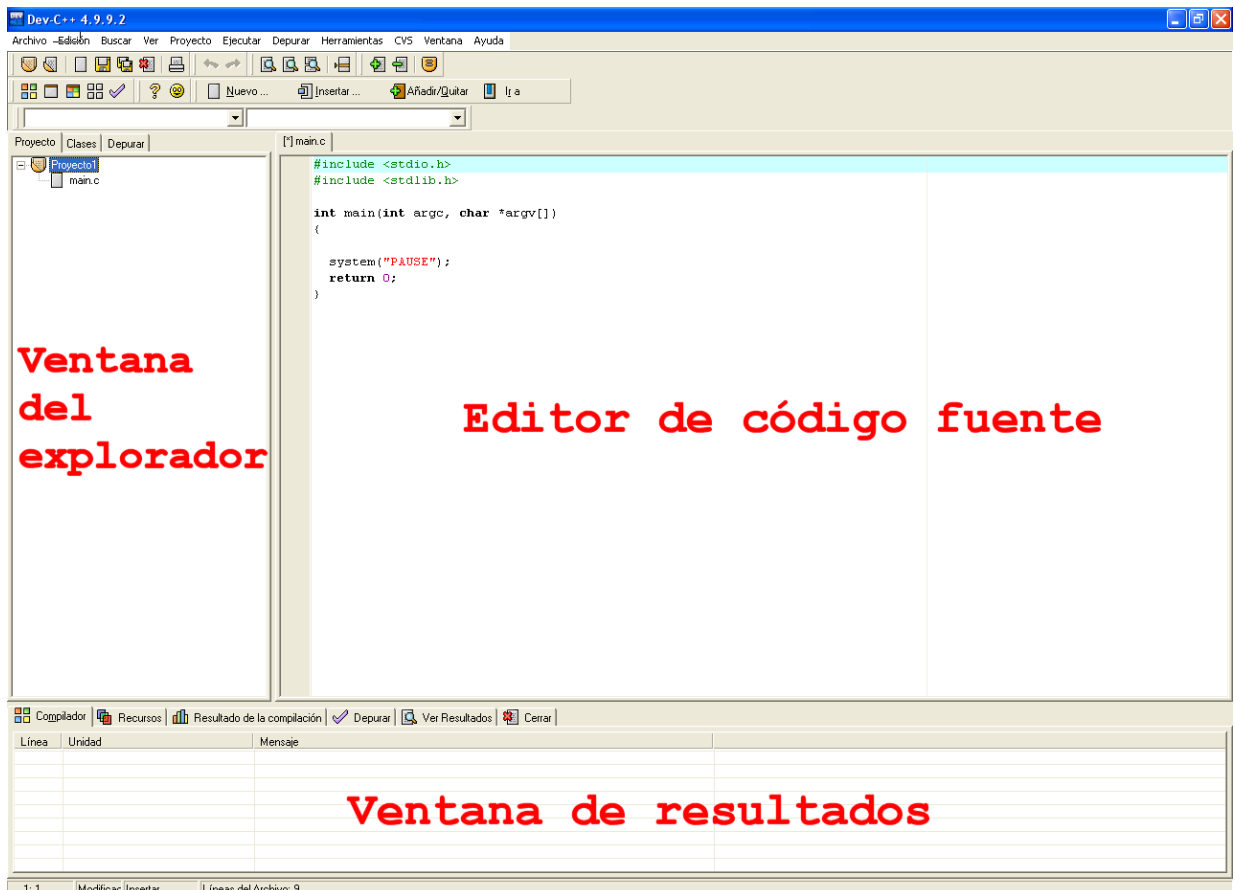 Dev-C++ 4.9.9.2
Archivo Edición Buscar Ver Proyecto Ejecutar Depurar Herramientas CVS Ventana Ayuda
Nuevo ... Insertar ... Añadir/Quitar Ir a
Proyecto Clases Depurar
[*] main.c
Proyecto1
main.c
#include <stdio.h>
#include <stdlib.h>
int main(int argc, char *argv[])
{
system("PAUSE");
return 0;
}
Ventana
del
explorador
Editor de código fuente
Compilador Recursos Resultado de la compilación Depurar Ver Resultados Cerrar
Línea Unidad Mensaje
Ventana de resultados
1: 1 Modificac Insertar Líneas del Archivo: 9